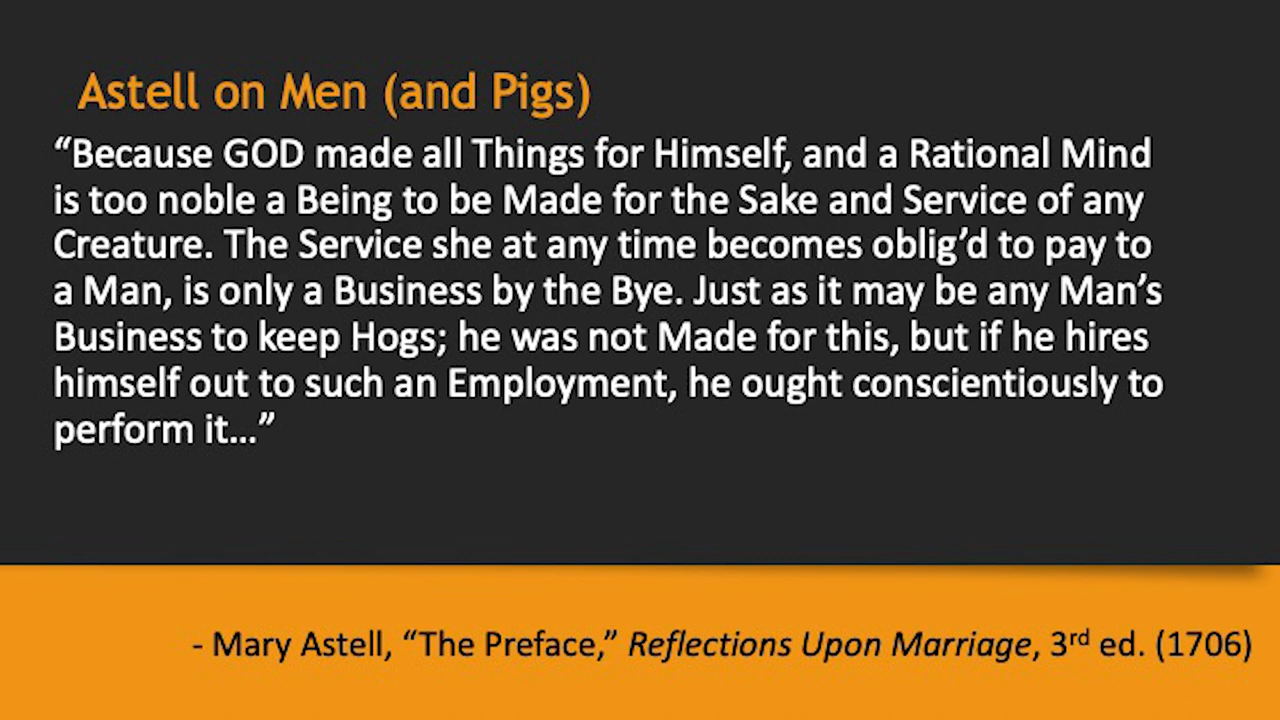 Astell on Men (and Pigs)
“Because GOD made all Things for Himself, and a Rational Mind
is too noble a Being to be Made for the Sake and Service of any
Creature. The Service she at any time becomes oblig’d to pay to
a Man, is only a Business by the Bye. Just as it may be any Man’s
Business to keep Hogs; he was not Made for this, but if he hires
himself out to such an Employment, he ought conscientiously to
perform it…”
- Mary Astell, “The Preface,” Reflections Upon Marriage, 3rd ed. (1706)